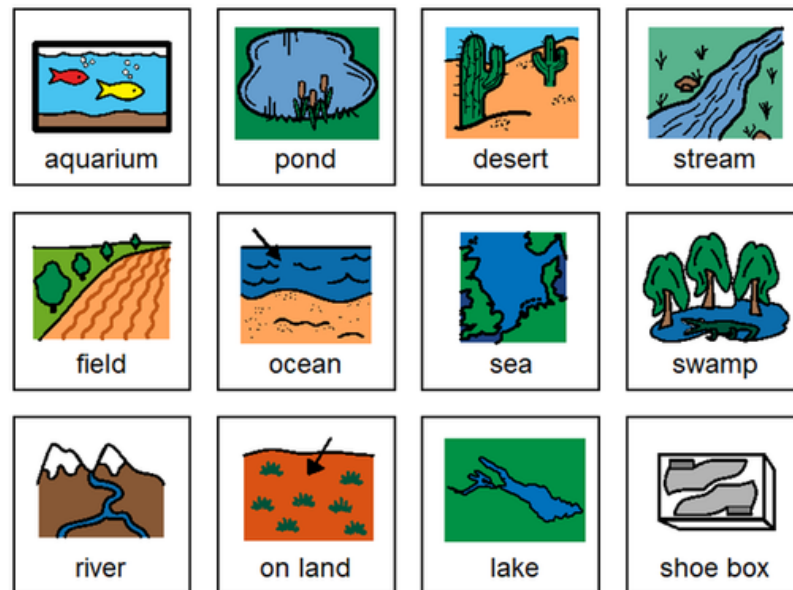 aquarium
pond
desert
stream
field
ocean
sea
swamp
river
on land
lake
shoe box